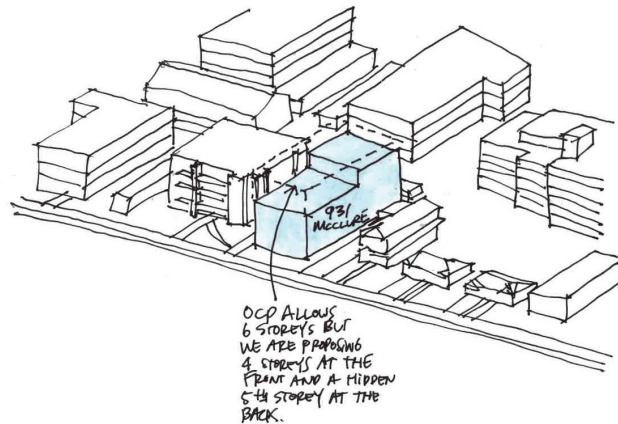 931
McCLURE
OCP ALLOWS
6 STOREYS BUT
WE ARE PROPOSING
4 STOREYS AT THE
FRONT AND A HIDDEN
5TH STOREY AT THE
BACK.